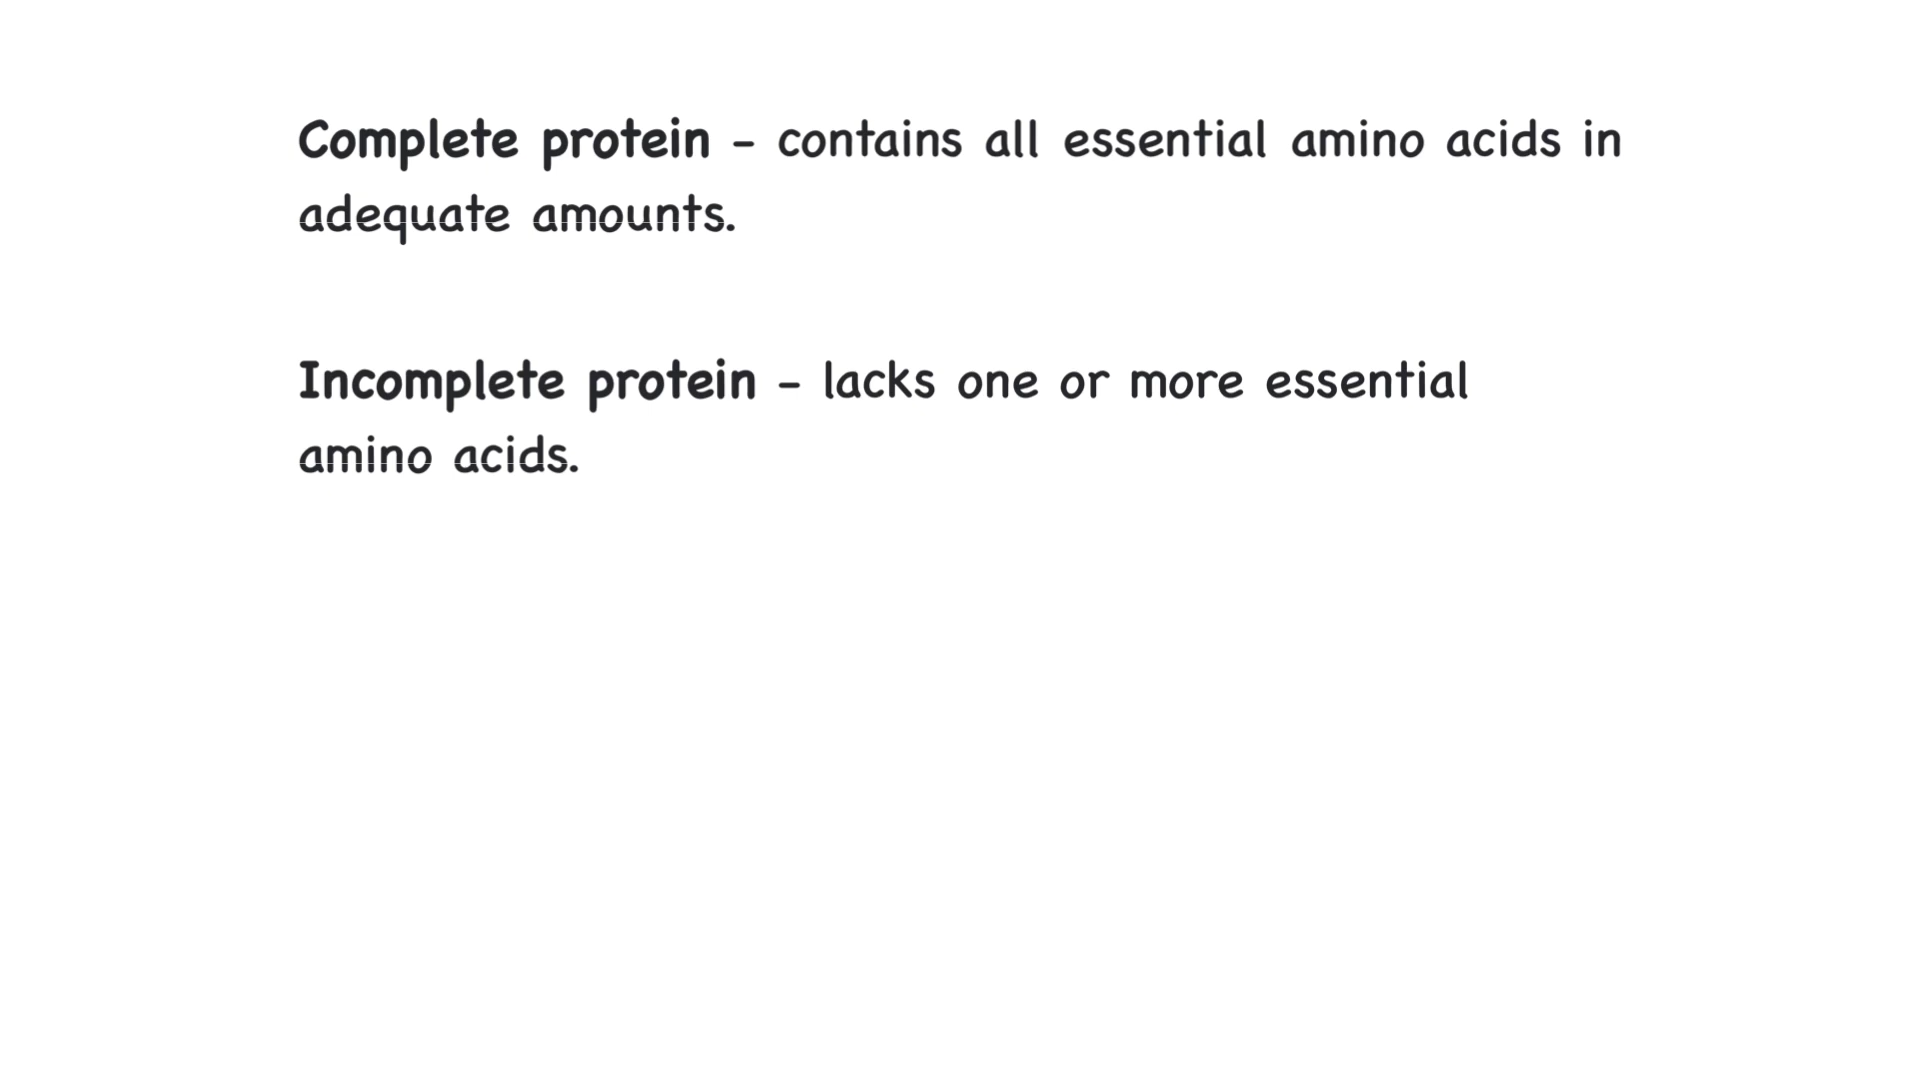 Complete protein – contains all essential amino acids in
adequate amounts.
Incomplete protein – lacks one or more essential
amino acids.